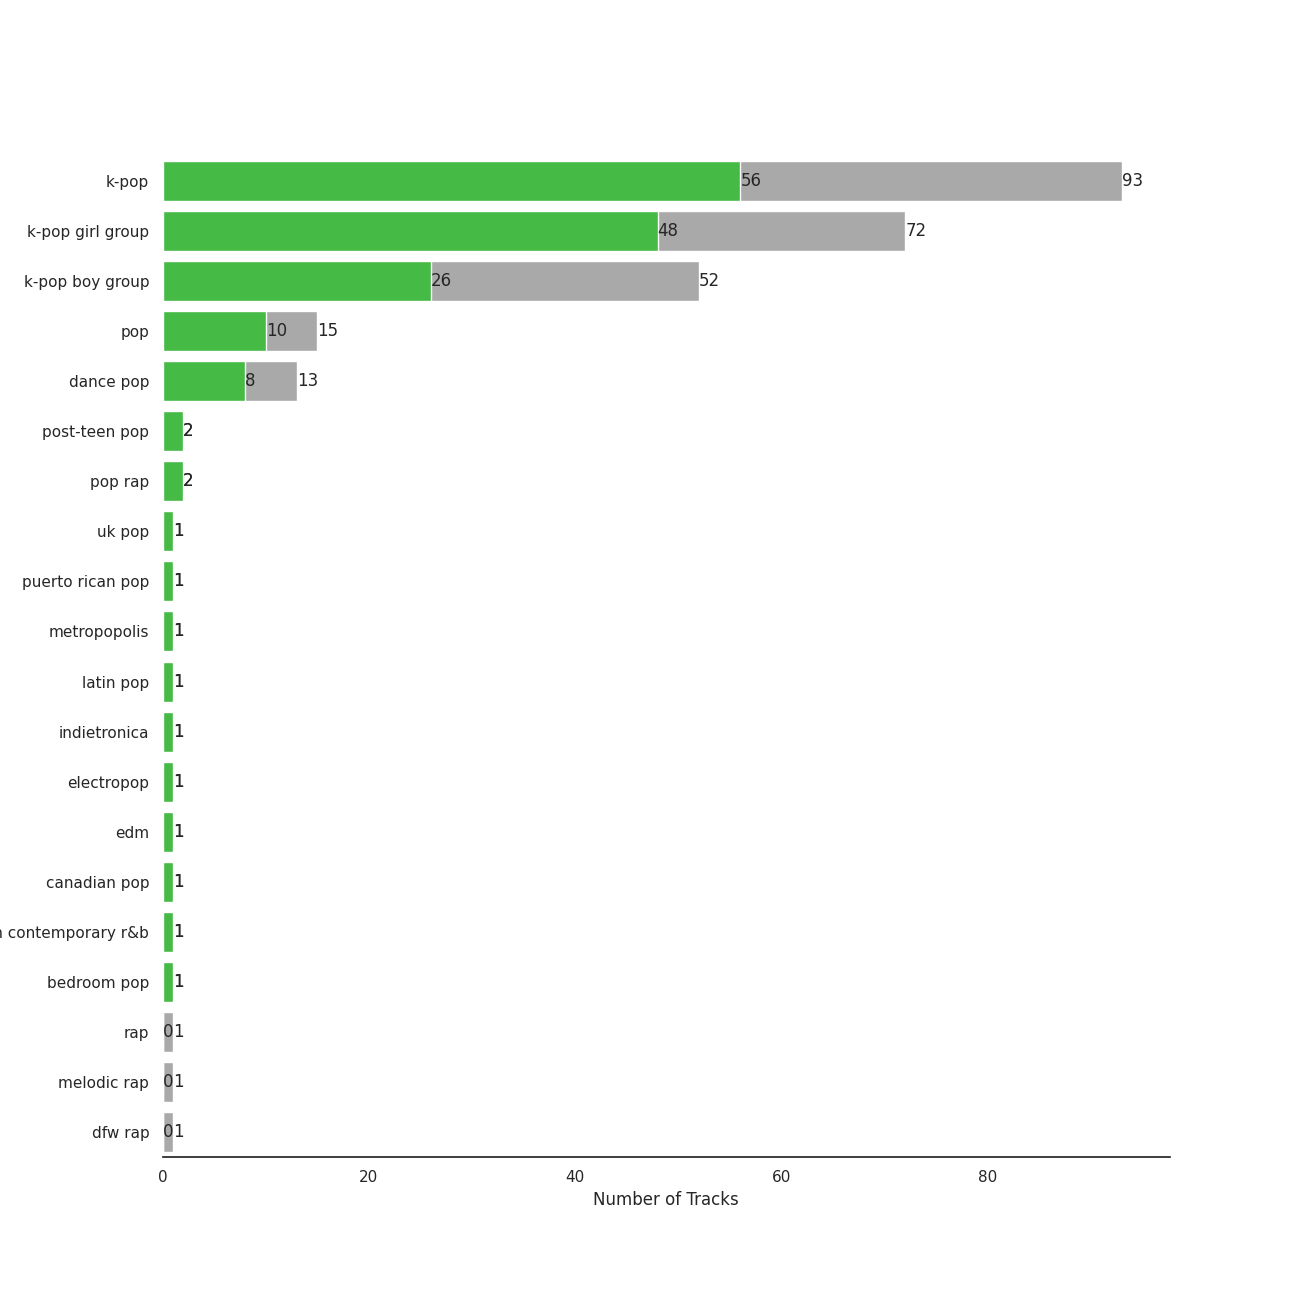 k-pop 56 93
k-pop girl group 48 72
k-pop boy group 26 52
pop 10 15
dance pop 8 13
post-teen pop 2
pop rap 2
uk pop 1
puerto rican pop 1
metropopolis 1
latin pop 1
indietronica 1
electropop 1
edm 1
canadian pop 1
contemporary r&b 1
bedroom pop 1
rap 0 1
melodic rap 0 1
dfw rap 0 1
0 20 40 60 80
Number of Tracks